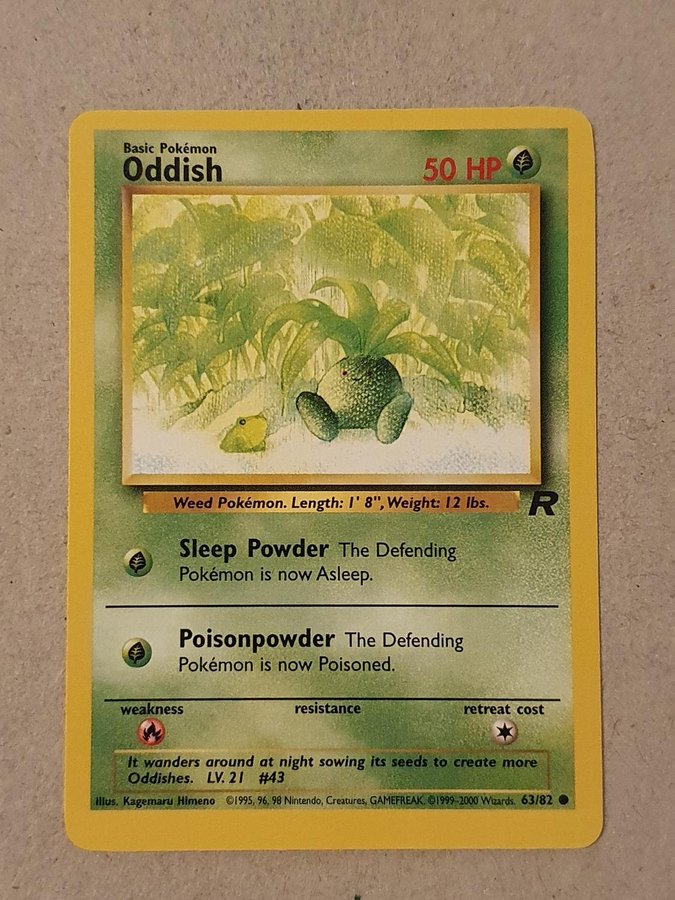 Basic Pokémon
Oddish
50 HP
Weed Pokémon. Length: 1' 8", Weight: 12 lbs.
R
Sleep Powder The Defending
Pokémon is now Asleep.
Poisonpowder The Defending
Pokémon is now Poisoned.
weakness resistance retreat cost
It wanders around at night sowing its seeds to create more
Oddishes. LV. 21 #43
Illus. Kagemaru Himeno ©1995, 96, 98 Nintendo, Creatures, GAMEFREAK. ©1999-2000 Wizards. 63/82